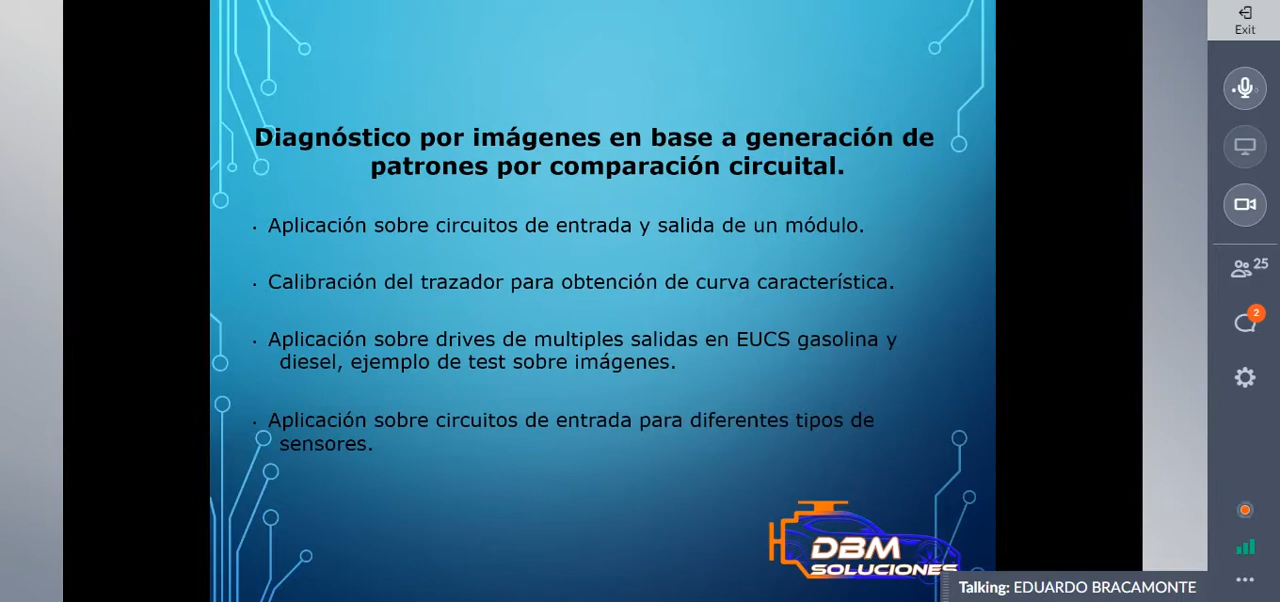 Exit
Diagnóstico por imágenes en base a generación de
patrones por comparación circuital.
· Aplicación sobre circuitos de entrada y salida de un módulo.
· Calibración del trazador para obtención de curva característica.
· Aplicación sobre drives de multiples salidas en EUCS gasolina y
diesel, ejemplo de test sobre imágenes.
· Aplicación sobre circuitos de entrada para diferentes tipos de
sensores.
25
2
DBM
SOLUCIONES
Talking: EDUARDO BRACAMONTE